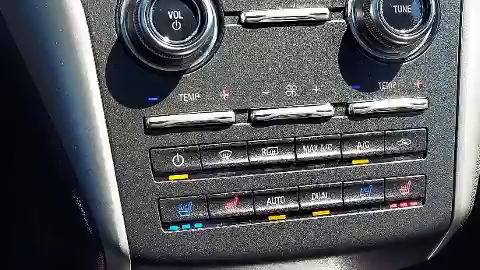 VOL TUNE
− TEMP + − + − TEMP +
R MAX A/C A/C
AUTO DUAL